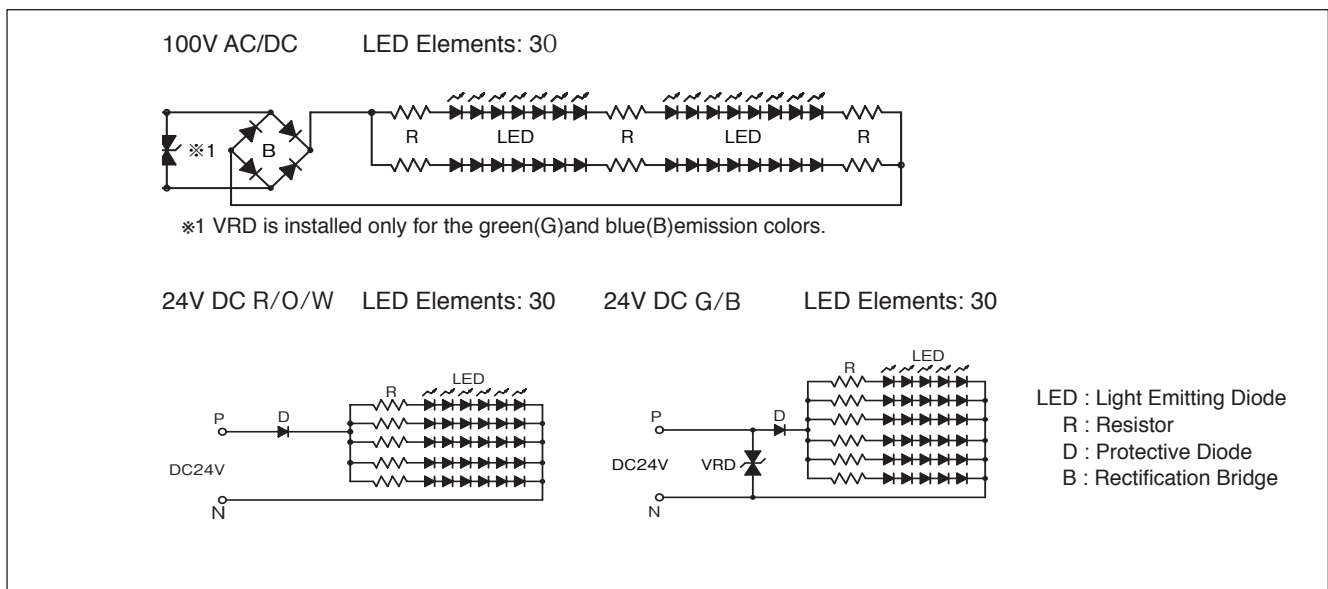 100V AC/DC LED Elements: 30
※1 B R LED R LED R
※1 VRD is installed only for the green(G)and blue(B)emission colors.
24V DC R/O/W LED Elements: 30
R LED
P D
DC24V
N
24V DC G/B LED Elements: 30
R LED
P D
DC24V VRD
N
LED : Light Emitting Diode
R : Resistor
D : Protective Diode
B : Rectification Bridge